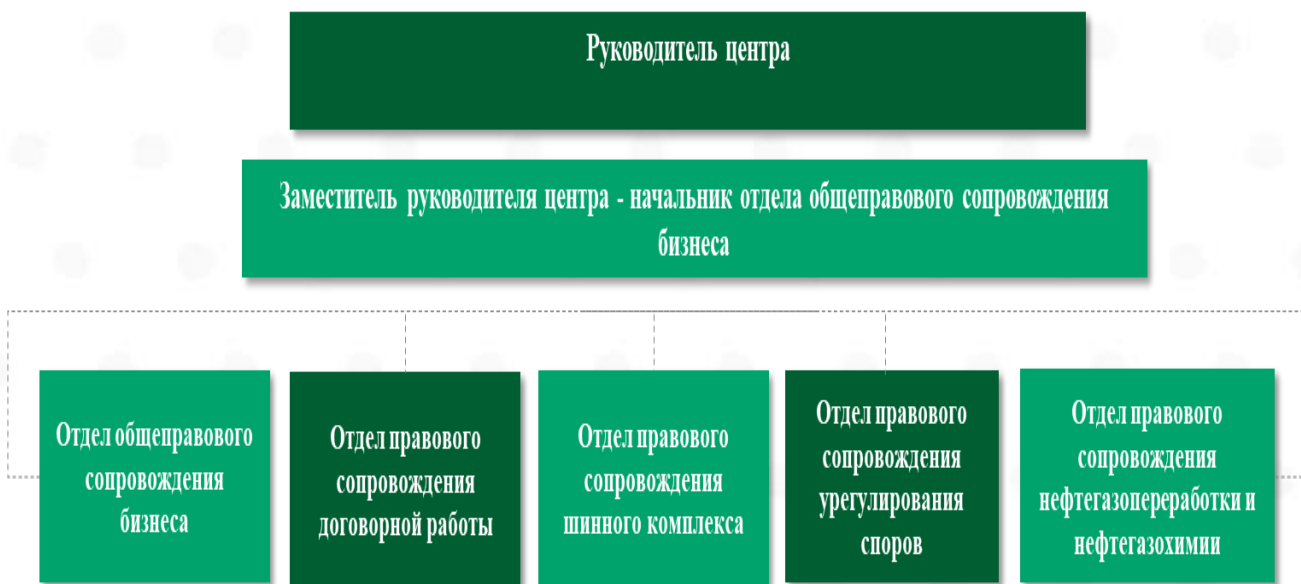 Руководитель центра
Заместитель руководителя центра - начальник отдела общеправового сопровождения
бизнеса
Отдел общеправового
сопровождения
бизнеса
Отдел правового
сопровождения
договорной работы
Отдел правового
сопровождения
шинного комплекса
Отдел правового
сопровождения
урегулирования
споров
Отдел правового
сопровождения
нефтегазопереработки и
нефтегазохимии